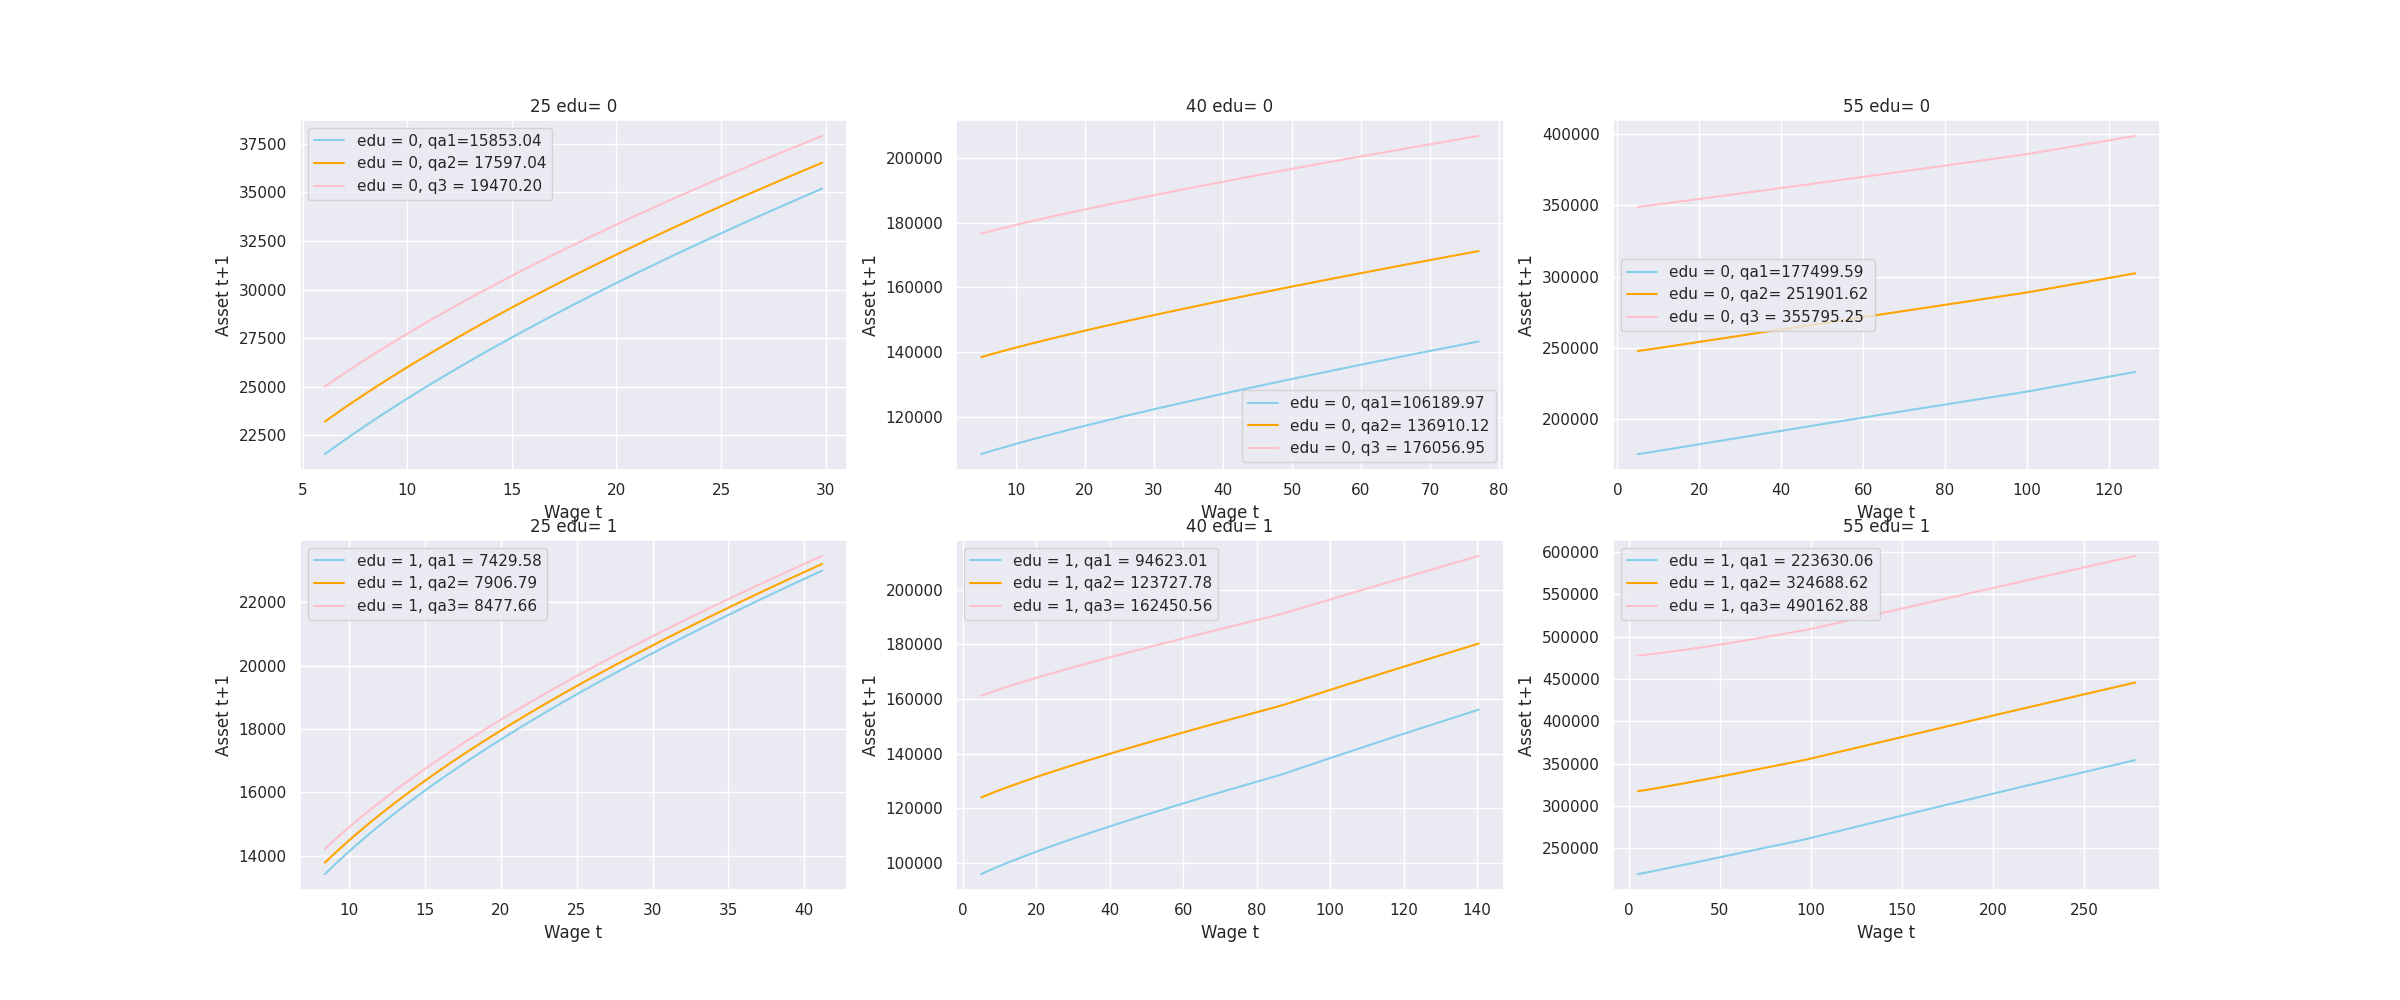 25 edu= 0
37500
35000
32500
30000
27500
25000
22500
Asset t+1
edu = 0, qa1=15853.04
edu = 0, qa2= 17597.04
edu = 0, q3 = 19470.20
5 10 15 20 25 30
Wage t
40 edu= 0
200000
180000
160000
140000
120000
Asset t+1
edu = 0, qa1=106189.97
edu = 0, qa2= 136910.12
edu = 0, q3 = 176056.95
10 20 30 40 50 60 70 80
Wage t
55 edu= 0
400000
350000
300000
250000
200000
Asset t+1
edu = 0, qa1=177499.59
edu = 0, qa2= 251901.62
edu = 0, q3 = 355795.25
0 20 40 60 80 100 120
Wage t
25 edu= 1
22000
20000
18000
16000
14000
Asset t+1
edu = 1, qa1 = 7429.58
edu = 1, qa2= 7906.79
edu = 1, qa3= 8477.66
10 15 20 25 30 35 40
Wage t
40 edu= 1
200000
180000
160000
140000
120000
100000
Asset t+1
edu = 1, qa1 = 94623.01
edu = 1, qa2= 123727.78
edu = 1, qa3= 162450.56
0 20 40 60 80 100 120 140
Wage t
55 edu= 1
600000
550000
500000
450000
400000
350000
300000
250000
Asset t+1
edu = 1, qa1 = 223630.06
edu = 1, qa2= 324688.62
edu = 1, qa3= 490162.88
0 50 100 150 200 250
Wage t